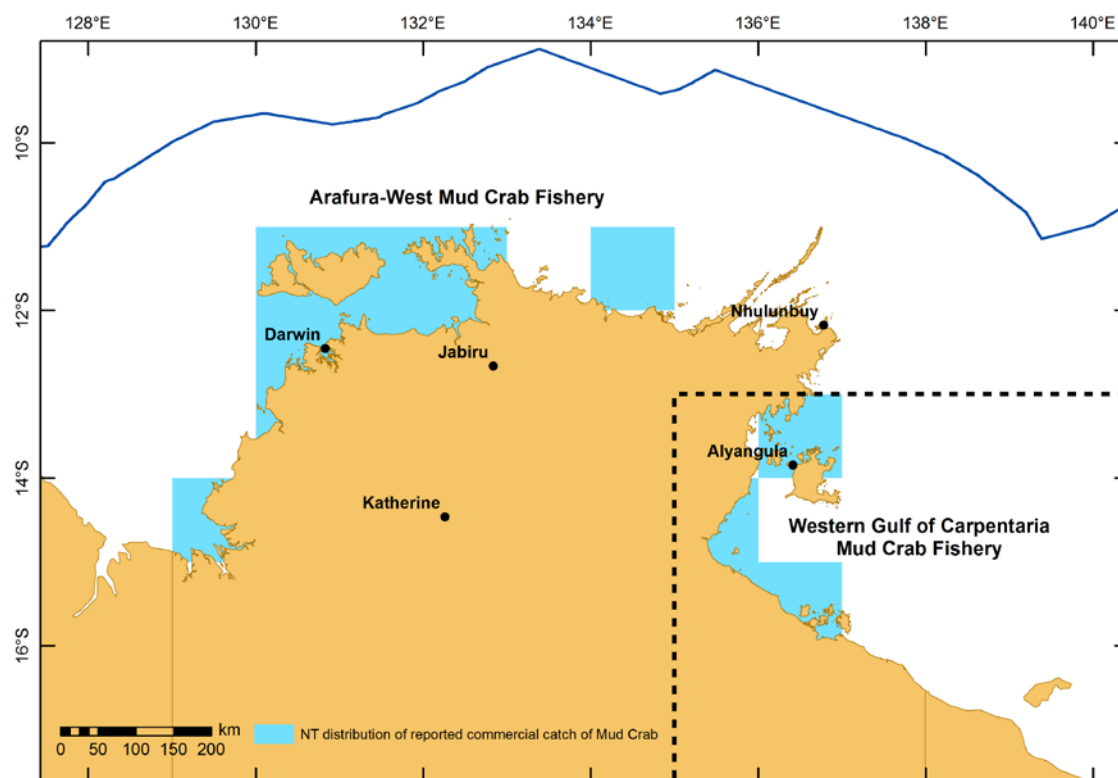 128°E 130°E 132°E 134°E 136°E 138°E 140°E
10°S
Arafura-West Mud Crab Fishery
12°S
Nhulunbuy
Darwin
Jabiru
Alyangula
14°S
Katherine
Western Gulf of Carpentaria
Mud Crab Fishery
16°S
km
0 50 100 150 200
NT distribution of reported commercial catch of Mud Crab